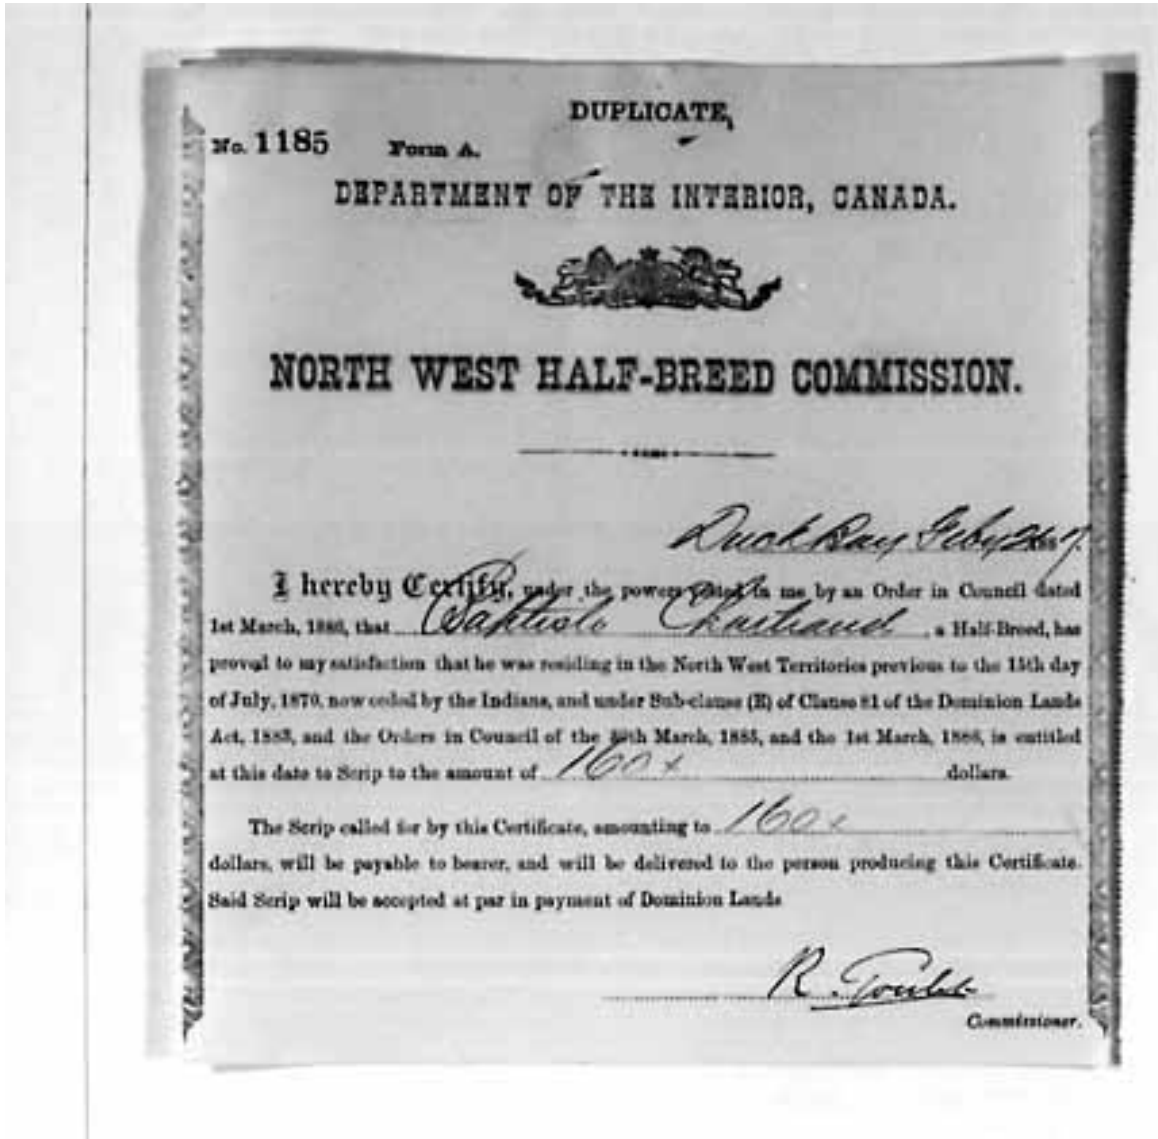 DUPLICATE,
No. 1185 Form A.
DEPARTMENT OF THE INTERIOR, CANADA.
NORTH WEST HALF-BREED COMMISSION.
Duck Bay Feby 188 7.
I hereby Certify, under the powers vested in me by an Order in Council dated
1st March, 1886, that Baptiste Chartrand, a Half-Breed, has
proved to my satisfaction that he was residing in the North West Territories previous to the 15th day
of July, 1870, now ceded by the Indians, and under Sub-clause (E) of Clause 81 of the Dominion Lands
Act, 1883, and the Orders in Council of the 30th March, 1885, and the 1st March, 1886, is entitled
at this date to Scrip to the amount of 160 x dollars.
The Scrip called for by this Certificate, amounting to 160 x
dollars, will be payable to bearer, and will be delivered to the person producing this Certificate.
Said Scrip will be accepted at par in payment of Dominion Lands
R. Goulet
Commissioner.